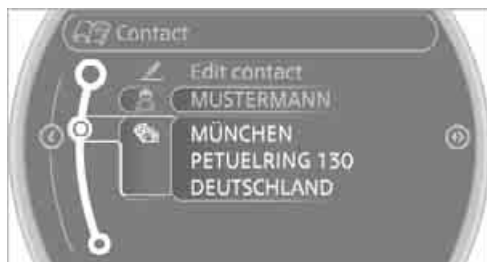 Contact
Edit contact
MUSTERMANN
MÜNCHEN
PETUELRING 130
DEUTSCHLAND